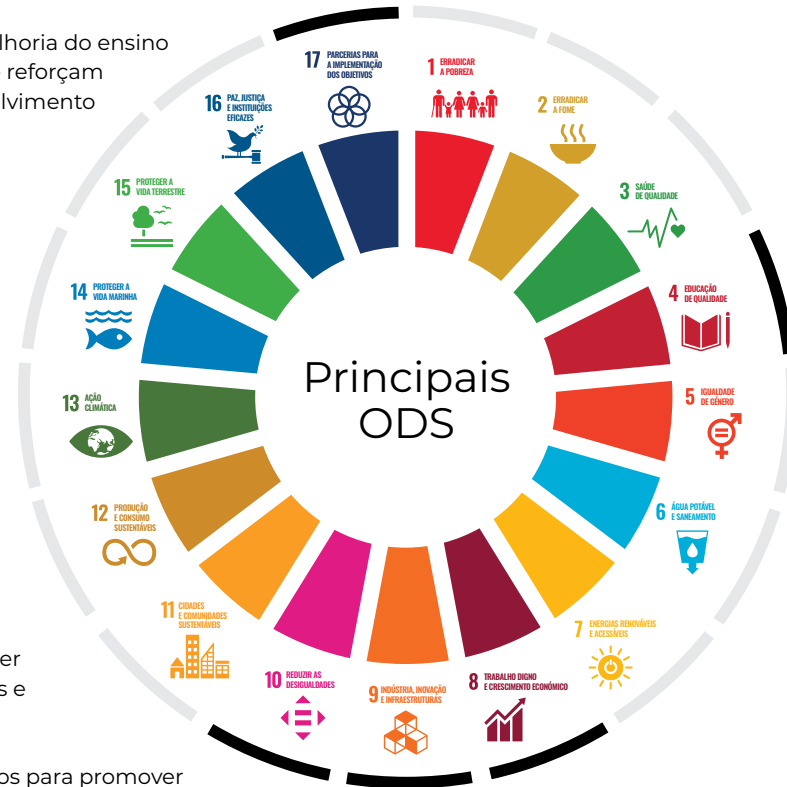 lhoria do ensino
reforçam
lvimento
17 PARCERIAS PARA
A IMPLEMENTAÇÃO
DOS OBJETIVOS
1 ERRADICAR
A POBREZA
2 ERRADICAR
A FOME
3 SAÚDE
DE QUALIDADE
4 EDUCAÇÃO
DE QUALIDADE
5 IGUALDADE
DE GÉNERO
6 ÁGUA POTÁVEL
E SANEAMENTO
7 ENERGIAS RENOVÁVEIS
E ACESSÍVEIS
8 TRABALHO DIGNO
E CRESCIMENTO ECONÓMICO
9 INDÚSTRIA, INOVAÇÃO
E INFRAESTRUTURAS
10 REDUZIR AS
DESIGUALDADES
11 CIDADES
E COMUNIDADES
SUSTENTÁVEIS
12 PRODUÇÃO
E CONSUMO
SUSTENTÁVEIS
13 AÇÃO
CLIMÁTICA
14 PROTEGER A
VIDA MARINHA
15 PROTEGER A
VIDA TERRESTRE
16 PAZ, JUSTIÇA
E INSTITUIÇÕES
EFICAZES
Principais
ODS
er
s e
os para promover